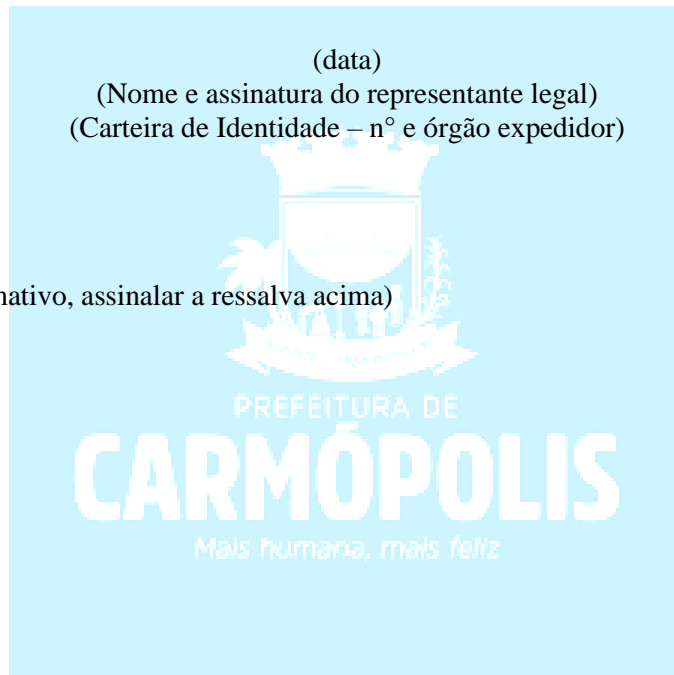 (data)
(Nome e assinatura do representante legal)
(Carteira de Identidade – n° e órgão expedidor)
nativo, assinalar a ressalva acima)
PREFEITURA DE
CARMÓPOLIS
Mais humana, mais feliz